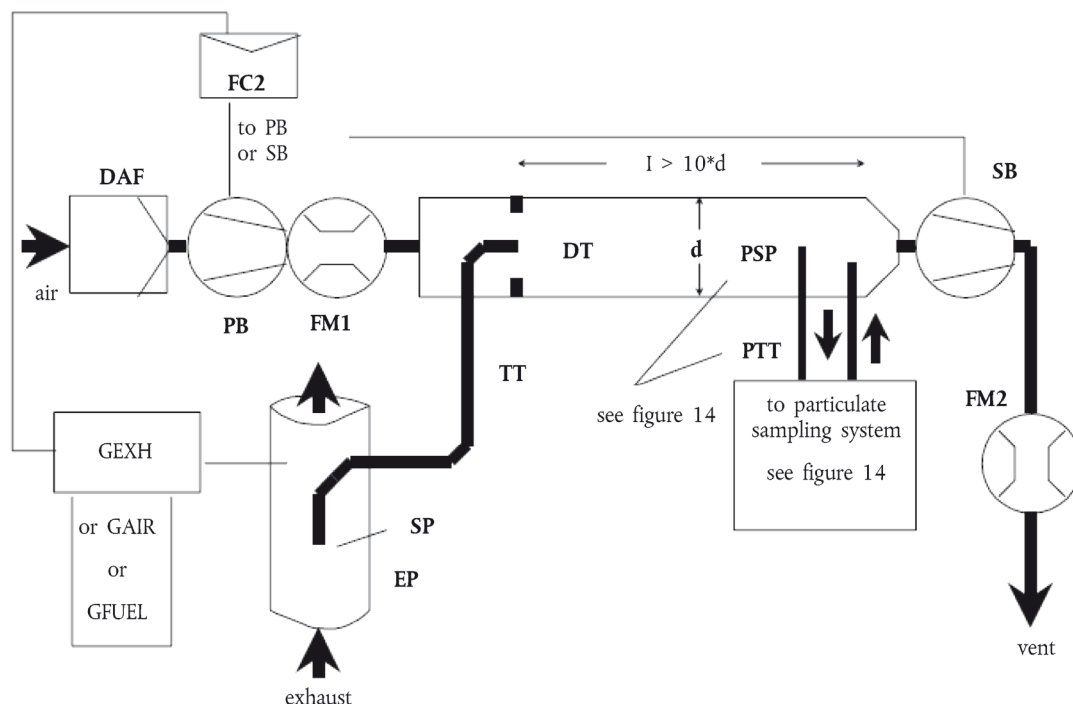 FC2
to PB
or SB
DAF
l > 10*d
SB
DT
d
PSP
air
PB
FM1
TT
PTT
see figure 14
to particulate
sampling system
see figure 14
FM2
GEXH
or GAIR
or
GFUEL
SP
EP
exhaust
vent